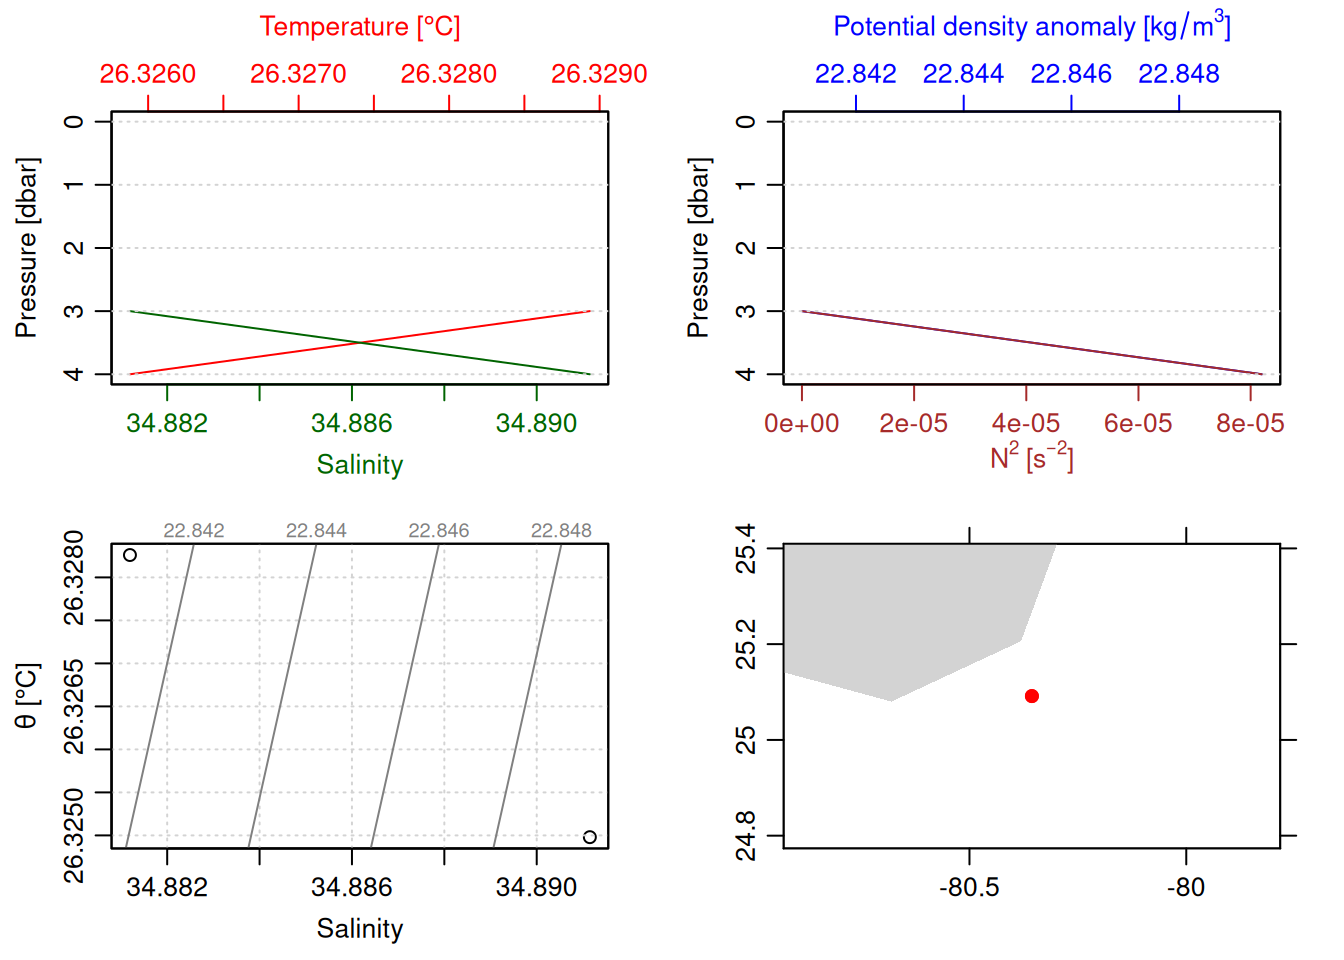 Temperature [°C]
26.3260 26.3270 26.3280 26.3290
Pressure [dbar]
0
1
2
3
4
34.882 34.886 34.890
Salinity
Potential density anomaly [kg/m³]
22.842 22.844 22.846 22.848
Pressure [dbar]
0
1
2
3
4
0e+00 2e-05 4e-05 6e-05 8e-05
N² [s⁻²]
22.842 22.844 22.846 22.848
θ [°C]
26.3280
26.3265
26.3250
34.882 34.886 34.890
Salinity
25.4
25.2
25
24.8
-80.5 -80